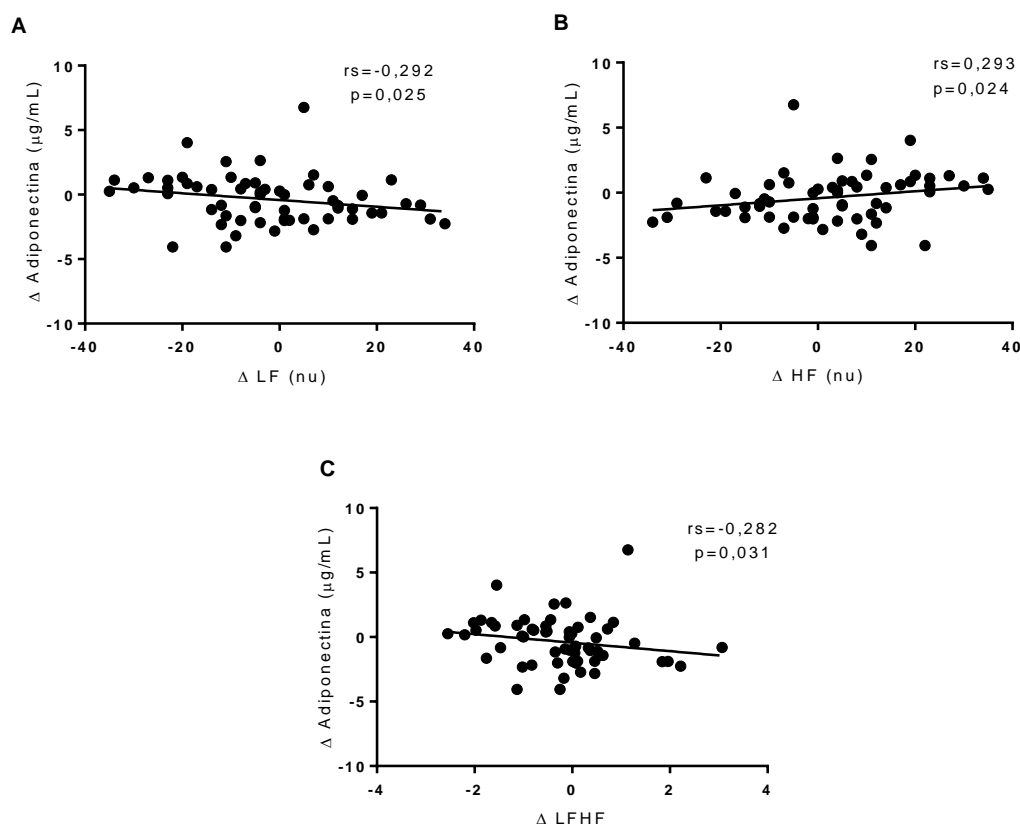 A
rs=-0,292
p=0,025
Δ Adiponectina (μg/mL)
10
5
0
-5
-10
-40
-20
0
20
40
Δ LF (nu)
B
rs=0,293
p=0,024
Δ Adiponectina (μg/mL)
10
5
0
-5
-10
-40
-20
0
20
40
Δ HF (nu)
C
rs=-0,282
p=0,031
Δ Adiponectina (μg/mL)
10
5
0
-5
-10
-4
-2
0
2
4
Δ LFHF